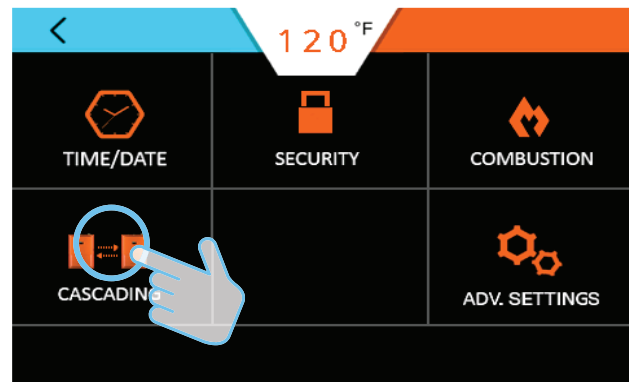 120 °F
TIME/DATE
SECURITY
COMBUSTION
CASCADING
ADV. SETTINGS